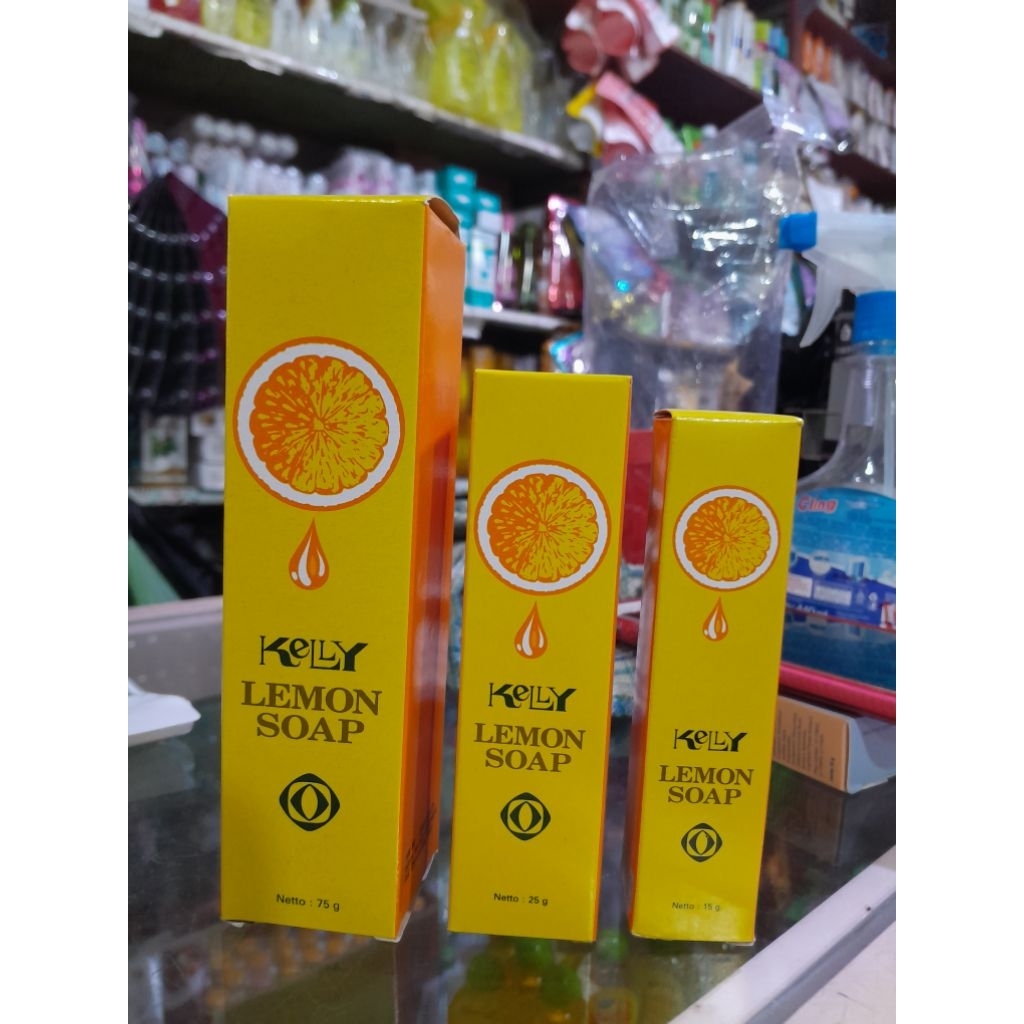 KeLLY
LEMON
SOAP
Netto : 75 g
KeLLY
LEMON
SOAP
Netto : 25 g
KeLLY
LEMON
SOAP
Netto : 15 g
Cling